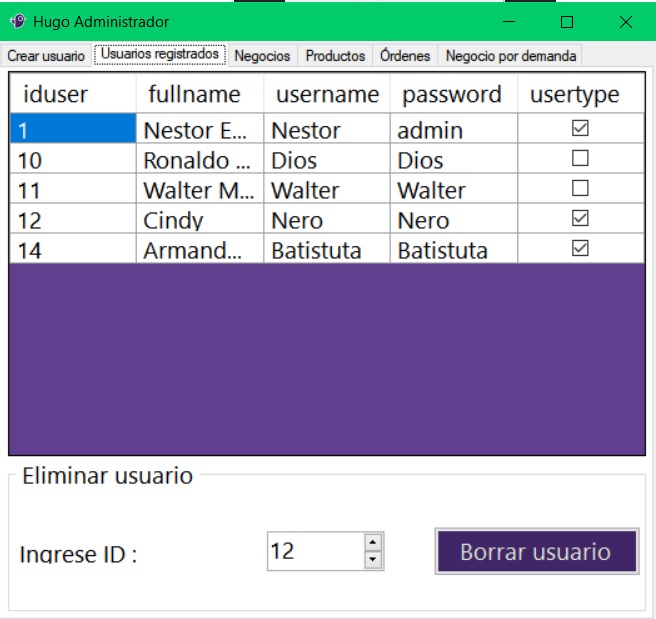 Hugo Administrador
Crear usuario Usuarios registrados Negocios Productos Órdenes Negocio por demanda
iduser fullname username password usertype
1 Nestor E... Nestor admin
10 Ronaldo ... Dios Dios
11 Walter M... Walter Walter
12 Cindy Nero Nero
14 Armand... Batistuta Batistuta
Eliminar usuario
Ingrese ID : 12 Borrar usuario